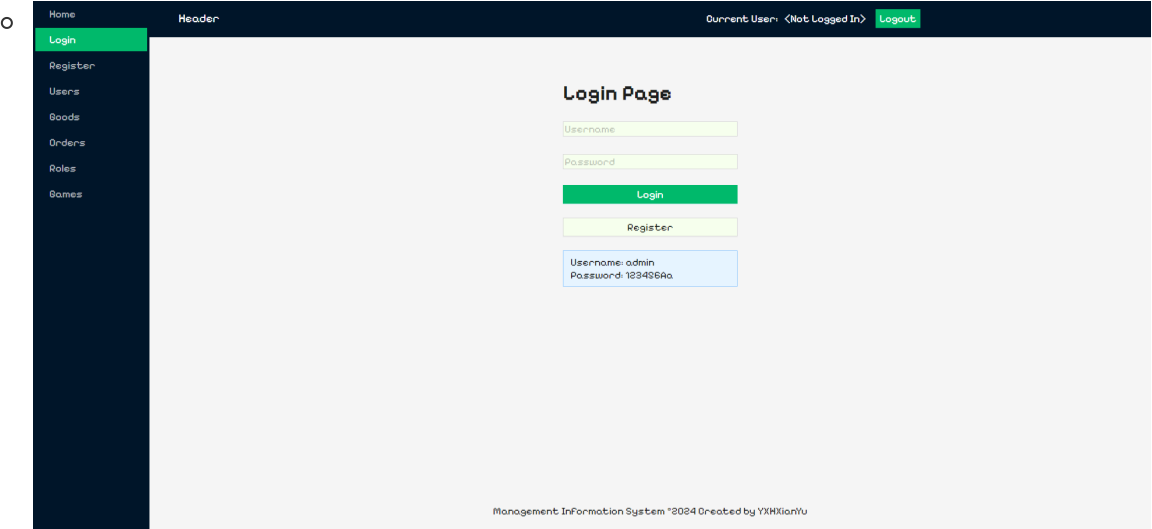 Home
Login
Register
Users
Goods
Orders
Roles
Games
Header
Current User: <Not Logged In>
Logout
Login Page
Username
Password
Login
Register
Username: admin
Password: 123456Aa
Management Information System ©2024 Created by YXHXianYu